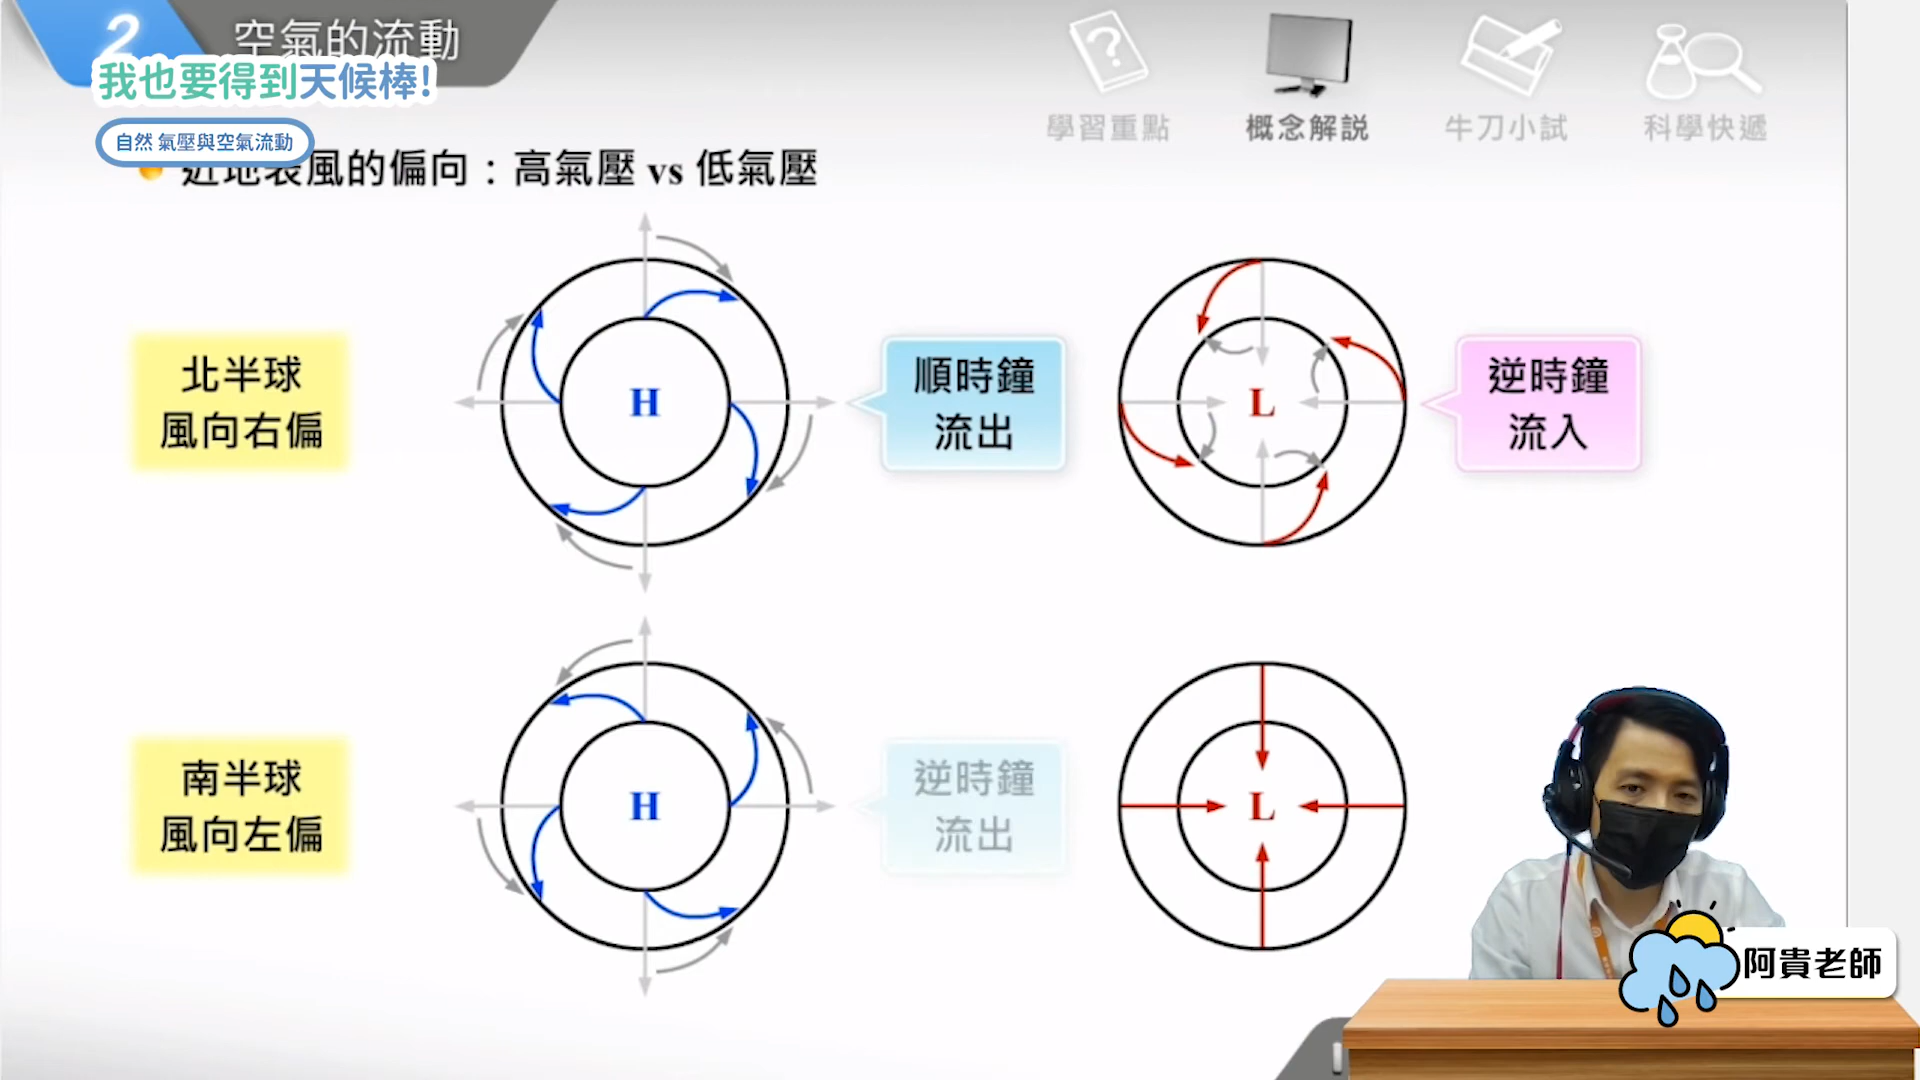 2
空氣的流動
我也要得到天候棒!
自然 氣壓與空氣流動
學習重點
概念解說
牛刀小試
科學快遞
近地表風的偏向：高氣壓 vs 低氣壓
北半球
風向右偏
H
順時鐘
流出
L
逆時鐘
流入
南半球
風向左偏
H
逆時鐘
流出
L
阿貴老師